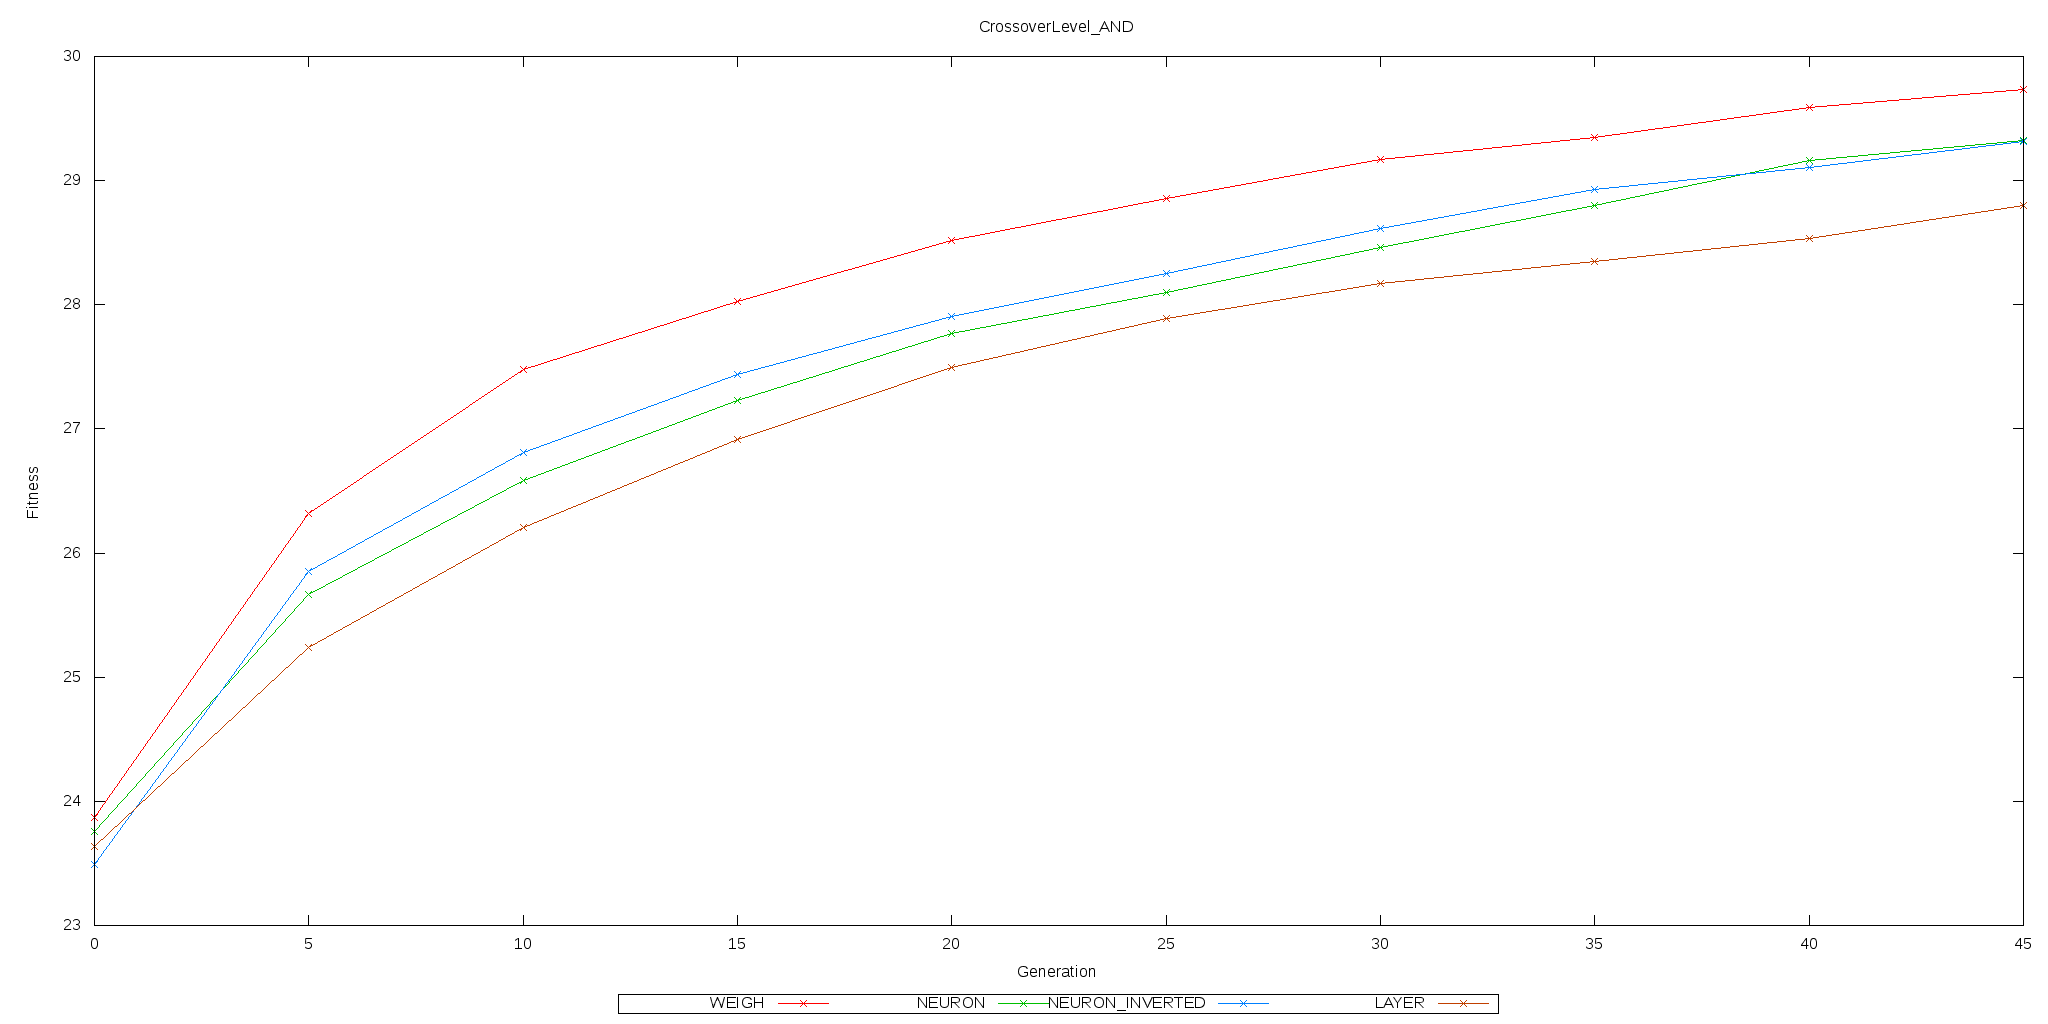 CrossoverLevel_AND
30
29
28
27
26
25
24
23
Fitness
0 5 10 15 20 25 30 35 40 45
Generation
WEIGH NEURON NEURON_INVERTED LAYER